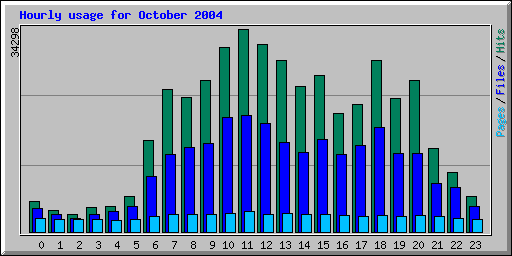 Hourly usage for October 2004
34298
Pages/Files/Hits
0 1 2 3 4 5 6 7 8 9 10 11 12 13 14 15 16 17 18 19 20 21 22 23